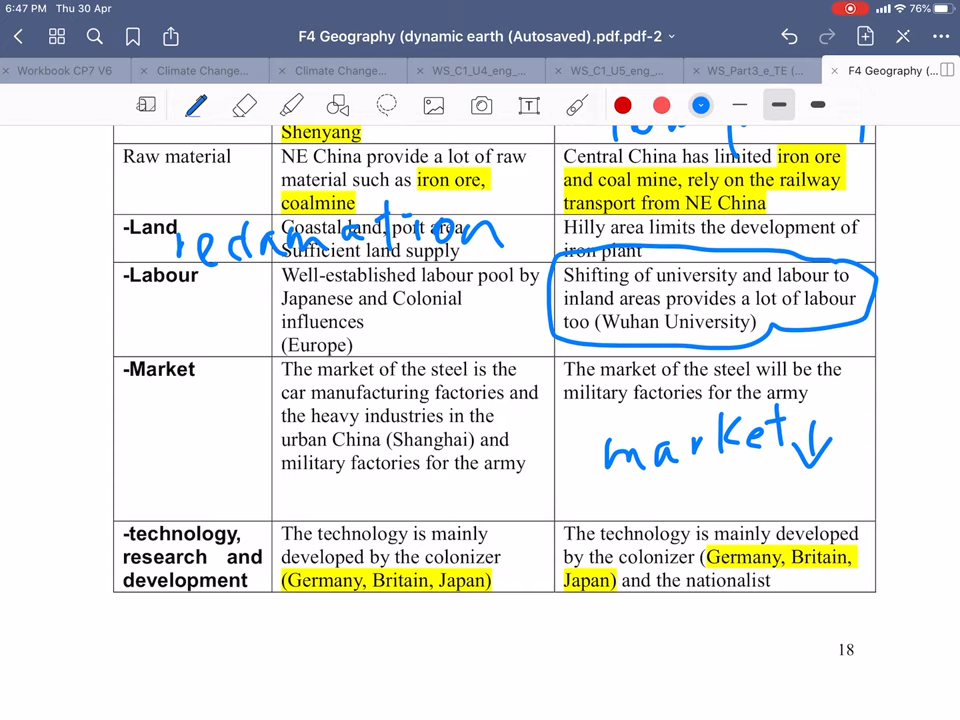 6:47 PM Thu 30 Apr
76%
F4 Geography (dynamic earth (Autosaved).pdf.pdf-2
Workbook CP7 V6
Climate Change...
Climate Change...
WS_C1_U4_eng_...
WS_C1_U5_eng_...
WS_Part3_e_TE (...
F4 Geography (...
Shenyang
Raw material
NE China provide a lot of raw
material such as iron ore,
coalmine
Central China has limited iron ore
and coal mine, rely on the railway
transport from NE China
-Land
Coastal land, port area
Sufficient land supply
reclamation
Hilly area limits the development of
iron plant
-Labour
Well-established labour pool by
Japanese and Colonial
influences
(Europe)
Shifting of university and labour to
inland areas provides a lot of labour
too (Wuhan University)
-Market
The market of the steel is the
car manufacturing factories and
the heavy industries in the
urban China (Shanghai) and
military factories for the army
The market of the steel will be the
military factories for the army
market ↓
-technology,
research and
development
The technology is mainly
developed by the colonizer
(Germany, Britain, Japan)
The technology is mainly developed
by the colonizer (Germany, Britain,
Japan) and the nationalist
18